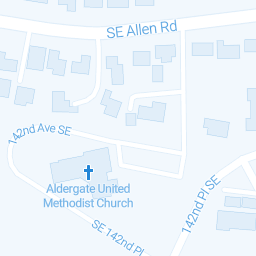 SE Allen Rd
142nd Ave SE
Aldergate United
Methodist Church
142nd Pl SE
SE 142nd Pl